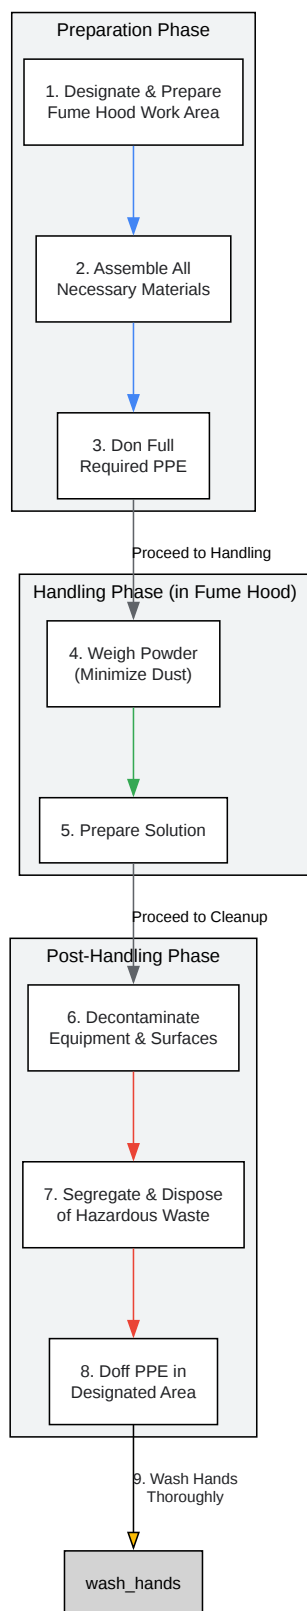 Preparation Phase
1. Designate & Prepare
Fume Hood Work Area
2. Assemble All
Necessary Materials
3. Don Full
Required PPE
Proceed to Handling
Handling Phase (in Fume Hood)
4. Weigh Powder
(Minimize Dust)
5. Prepare Solution
Proceed to Cleanup
Post-Handling Phase
6. Decontaminate
Equipment & Surfaces
7. Segregate & Dispose
of Hazardous Waste
8. Doff PPE in
Designated Area
9. Wash Hands
Thoroughly
wash_hands